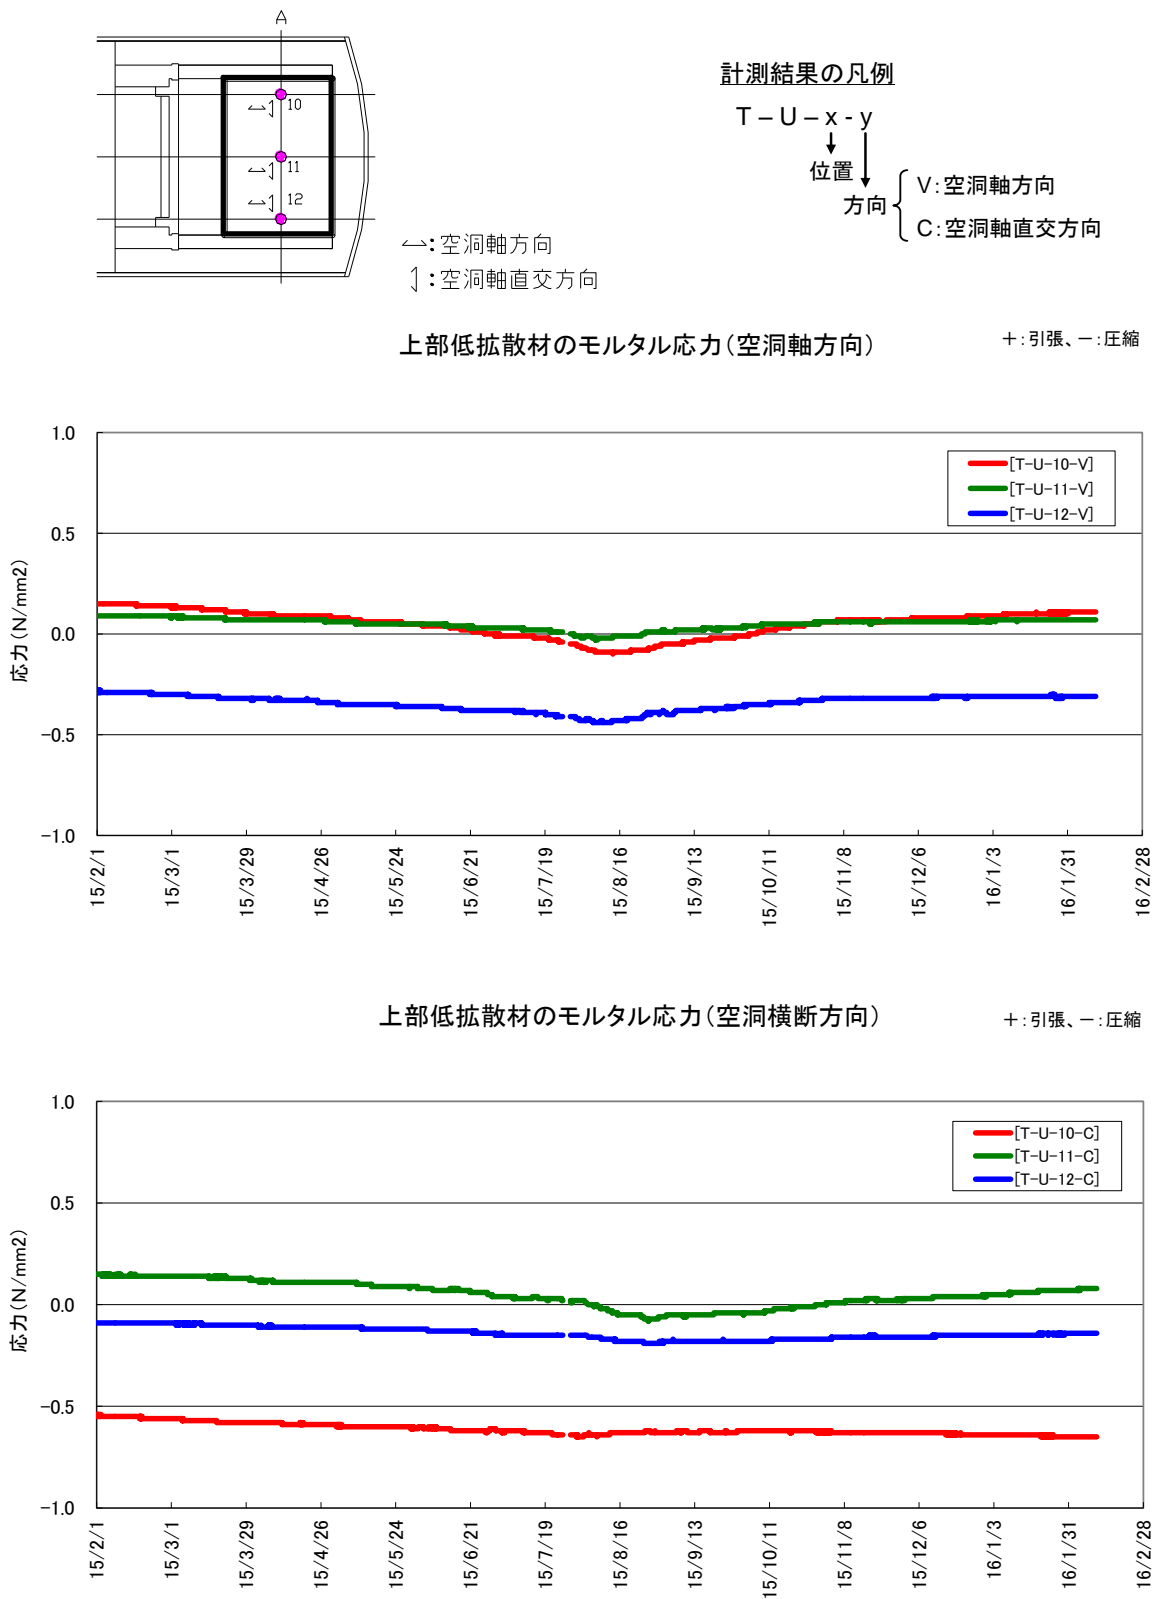 A
10
11
12
↔:空洞軸方向
↕:空洞軸直交方向
計測結果の凡例
T-U-x-y
位置
方向
V:空洞軸方向
C:空洞軸直交方向
上部低拡散材のモルタル応力(空洞軸方向)
+:引張、-:圧縮
応力(N/mm2)
1.0
0.5
0.0
-0.5
-1.0
[T-U-10-V]
[T-U-11-V]
[T-U-12-V]
15/2/1
15/3/1
15/3/29
15/4/26
15/5/24
15/6/21
15/7/19
15/8/16
15/9/13
15/10/11
15/11/8
15/12/6
16/1/3
16/1/31
16/2/28
上部低拡散材のモルタル応力(空洞横断方向)
+:引張、-:圧縮
応力(N/mm2)
1.0
0.5
0.0
-0.5
-1.0
[T-U-10-C]
[T-U-11-C]
[T-U-12-C]
15/2/1
15/3/1
15/3/29
15/4/26
15/5/24
15/6/21
15/7/19
15/8/16
15/9/13
15/10/11
15/11/8
15/12/6
16/1/3
16/1/31
16/2/28